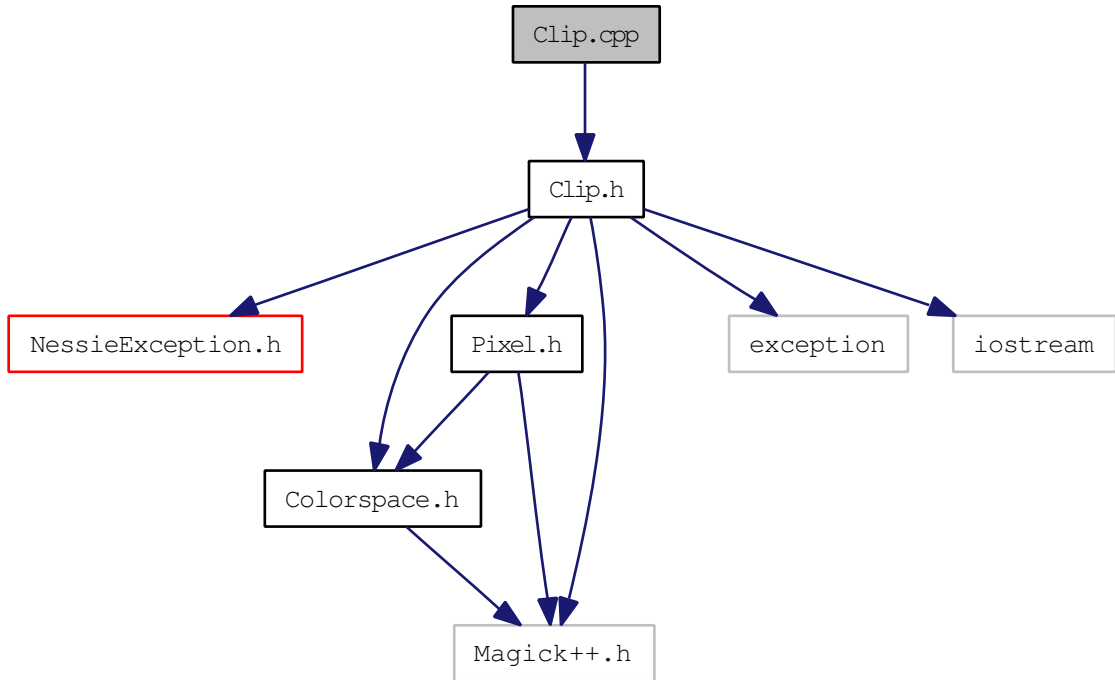 Clip.cpp
Clip.h
NessieException.h
Pixel.h
exception
iostream
Colorspace.h
Magick++.h